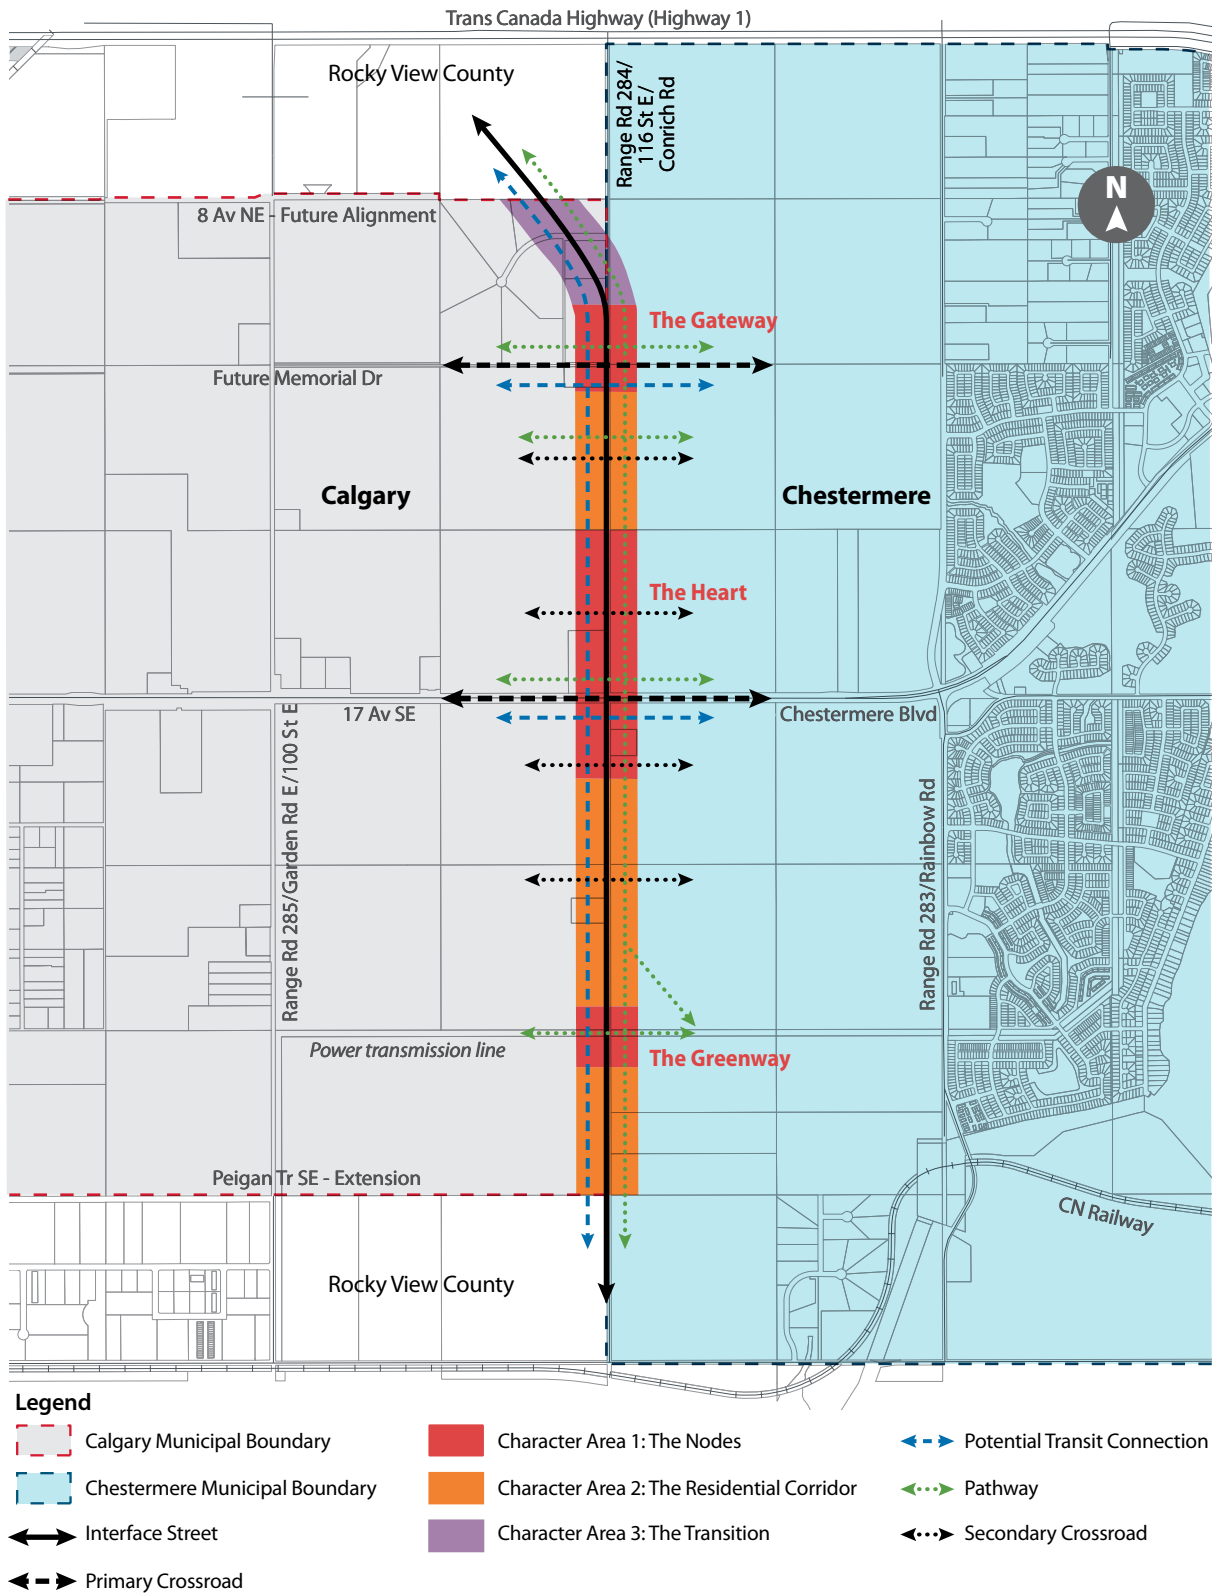 Trans Canada Highway (Highway 1)
Rocky View County
Range Rd 284/
116 St E/
Conrich Rd
N
8 Av NE - Future Alignment
The Gateway
Future Memorial Dr
Calgary
Chestermere
The Heart
17 Av SE
Chestermere Blvd
Range Rd 285/Garden Rd E/100 St E
Range Rd 283/Rainbow Rd
Power transmission line
The Greenway
Peigan Tr SE - Extension
CN Railway
Rocky View County
Legend
Calgary Municipal Boundary
Chestermere Municipal Boundary
Interface Street
Primary Crossroad
Character Area 1: The Nodes
Character Area 2: The Residential Corridor
Character Area 3: The Transition
Potential Transit Connection
Pathway
Secondary Crossroad